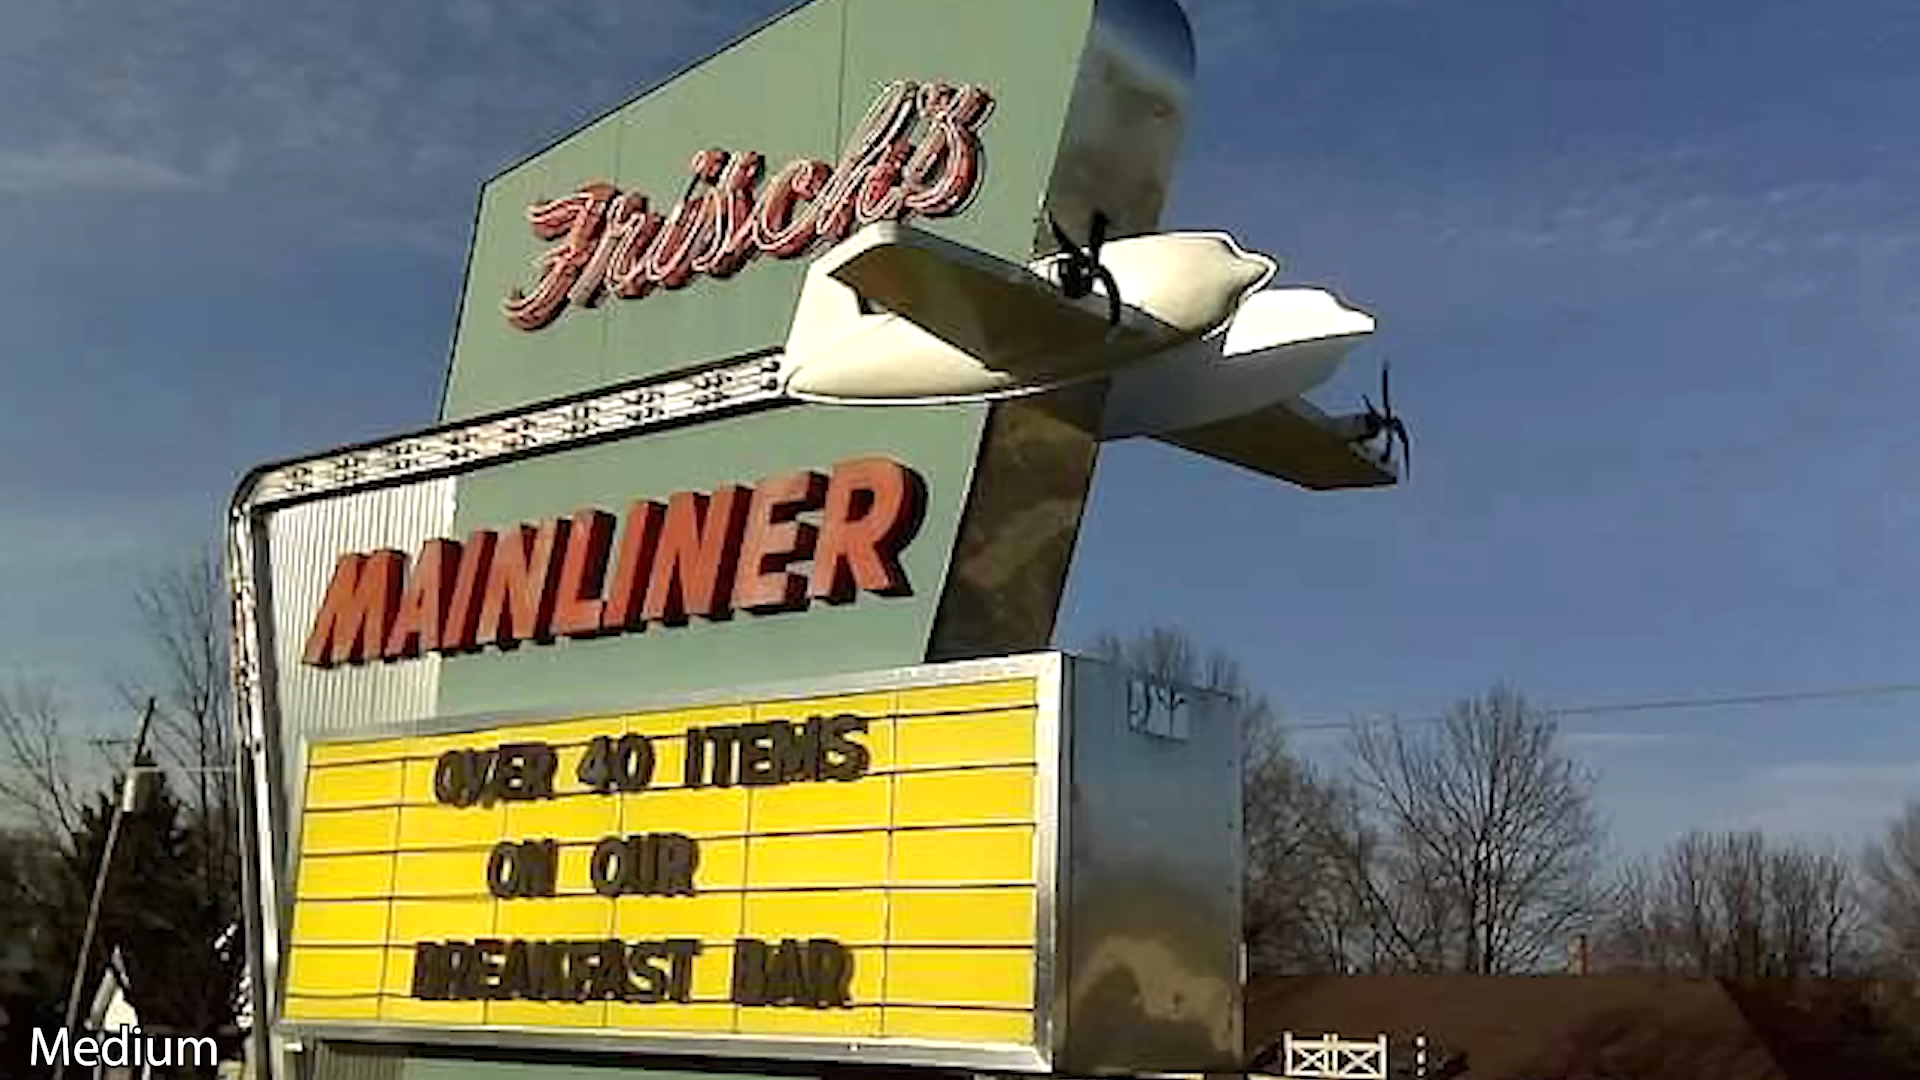 Frisch's
MAINLINER
OVER 40 ITEMS
ON OUR
BREAKFAST BAR
Medium